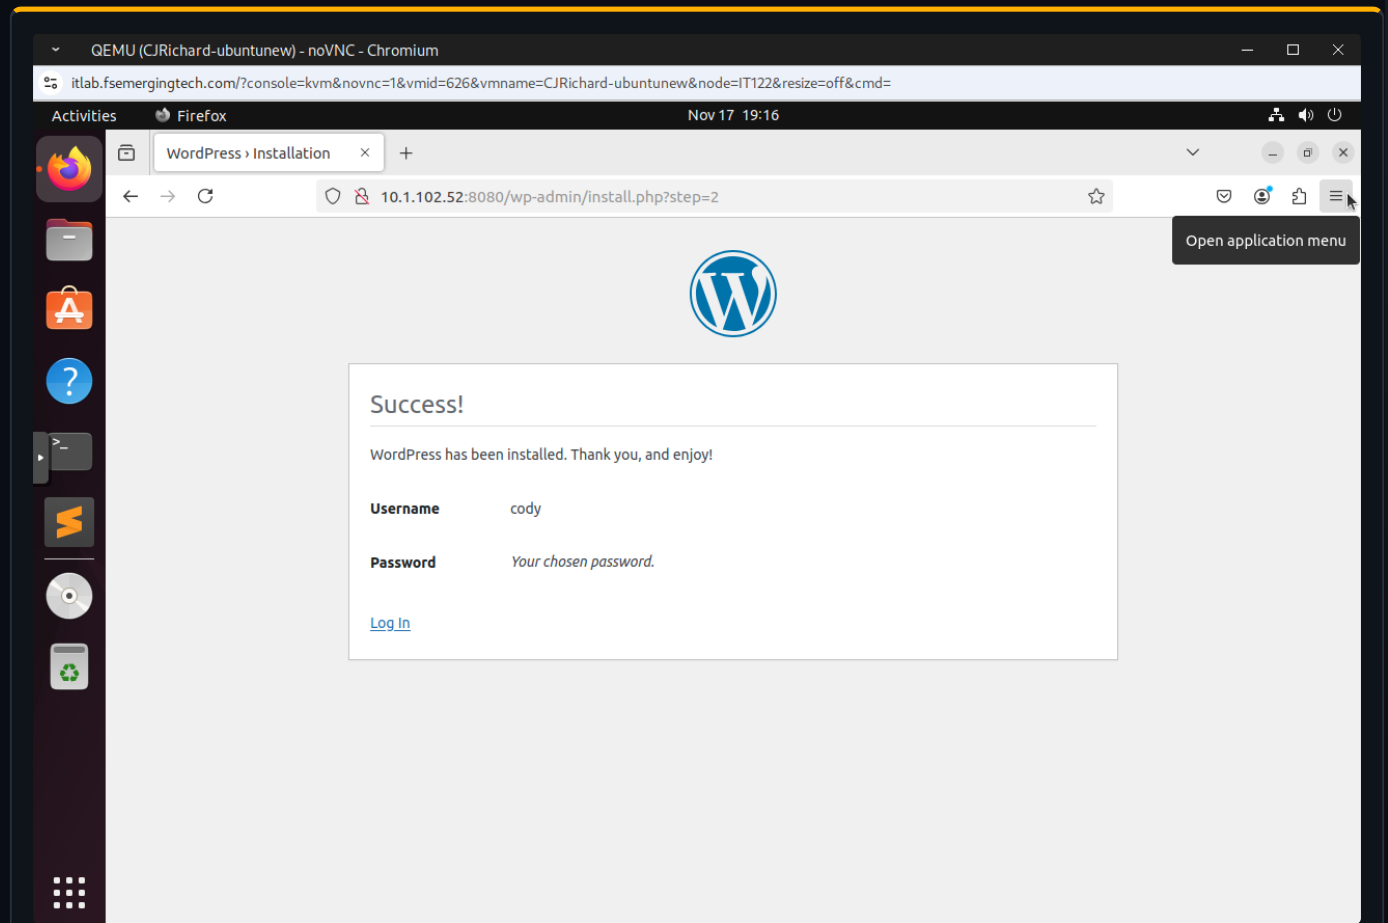 QEMU (CJRichard-ubuntunew) - noVNC - Chromium
itlab.fsemergingtech.com/?console=kvm&novnc=1&vmid=626&vmname=CJRichard-ubuntunew&node=IT122&resize=off&cmd=
Activities Firefox Nov 17 19:16
WordPress › Installation
10.1.102.52:8080/wp-admin/install.php?step=2
Open application menu
Success!
WordPress has been installed. Thank you, and enjoy!
Username cody
Password Your chosen password.
Log In